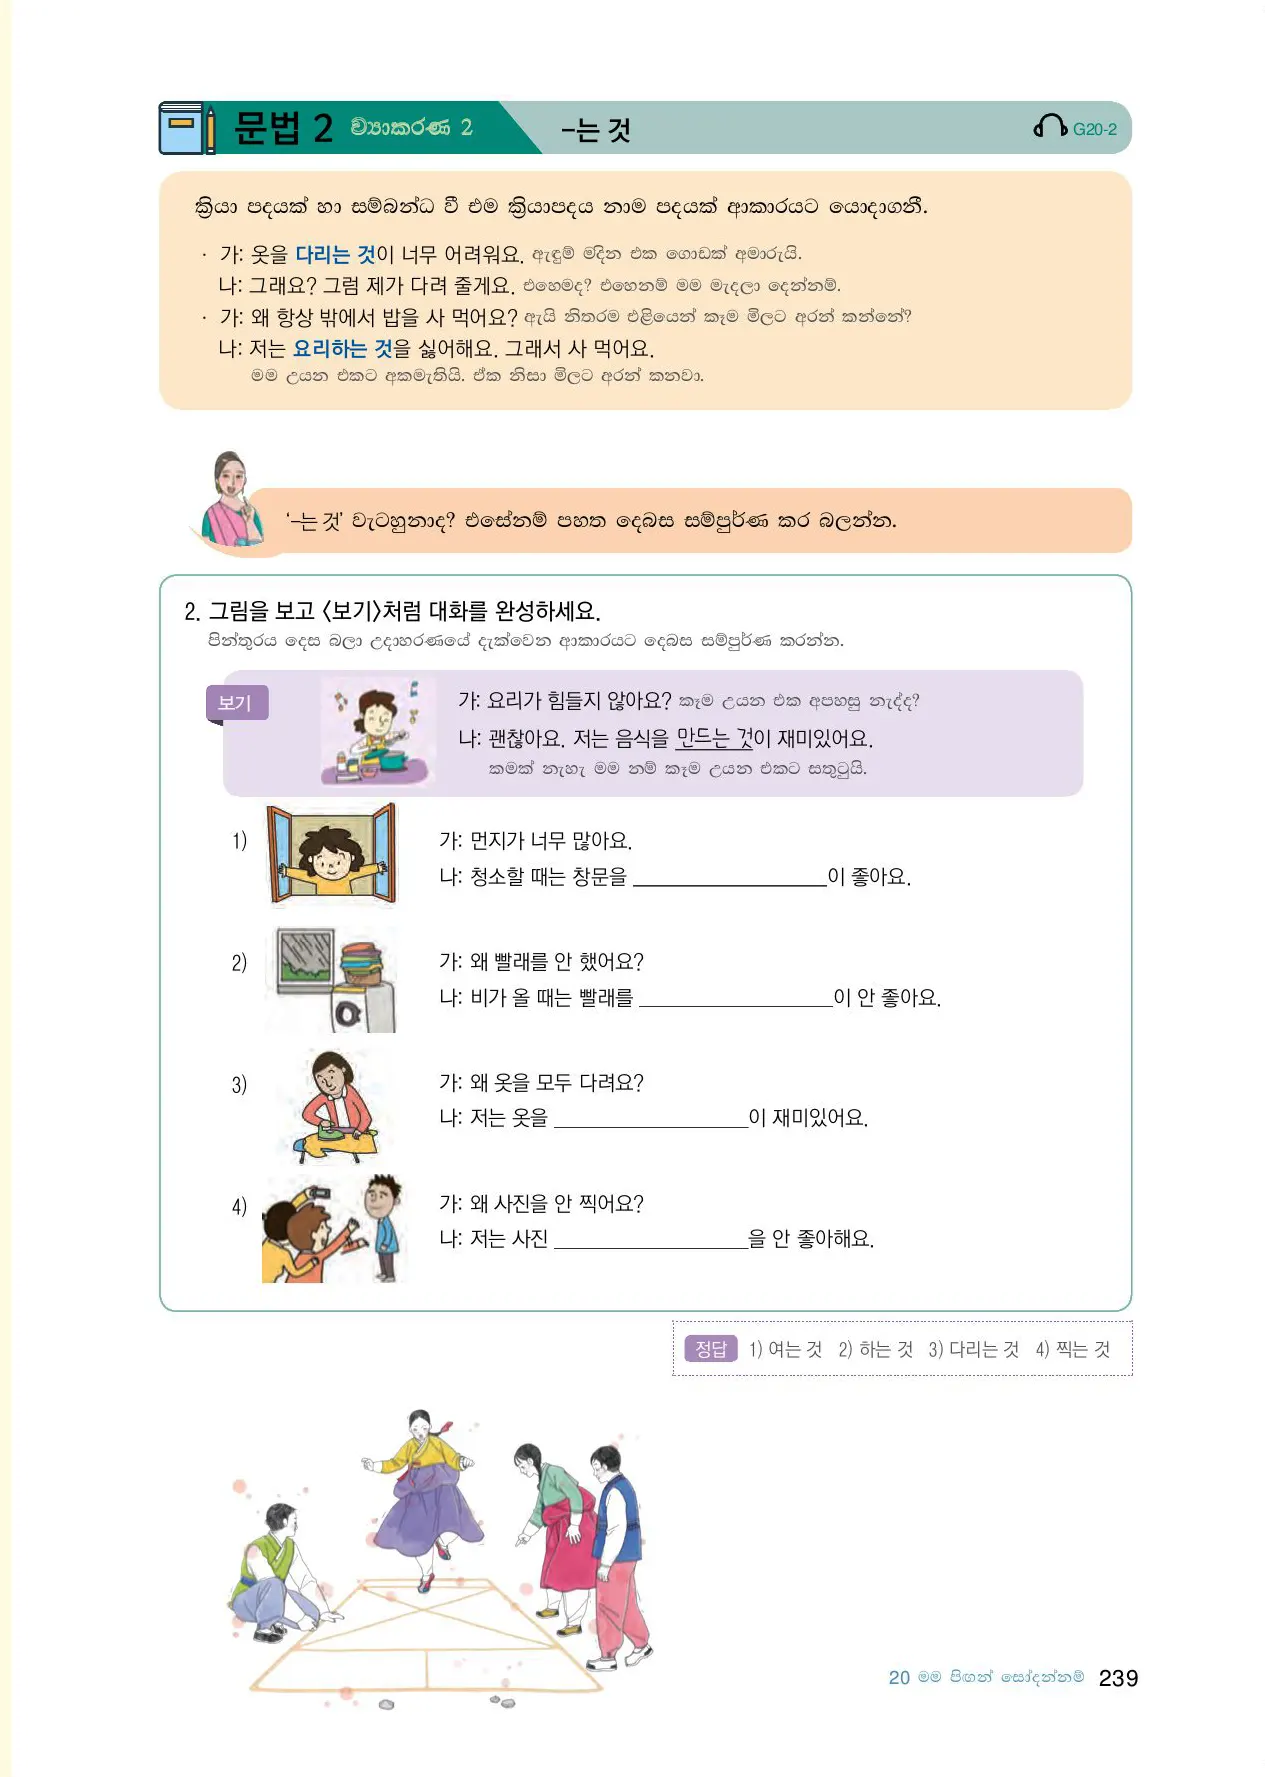 문법 2 ව්‍යාකරණ 2 -는 것 G20-2
ක්‍රියා පදයක් හා සම්බන්ධ වී එම ක්‍රියාපදය නාම පදයක් ආකාරයට යොදාගනී.
· 가: 옷을 다리는 것이 너무 어려워요. ඇඳුම් මදින එක ගොඩක් අමාරුයි.
나: 그래요? 그럼 제가 다려 줄게요. එහෙමද? එහෙනම් මම මැදලා දෙන්නම්.
· 가: 왜 항상 밖에서 밥을 사 먹어요? ඇයි නිතරම එළියෙන් කෑම මිලට අරන් කන්නේ?
나: 저는 요리하는 것을 싫어해요. 그래서 사 먹어요.
මම උයන එකට අකමැතියි. ඒක නිසා මිලට අරන් කනවා.
‘-는 것’ වැටහුනාද? එසේනම් පහත දෙබස සම්පුර්ණ කර බලන්න.
2. 그림을 보고 〈보기〉처럼 대화를 완성하세요.
පින්තූරය දෙස බලා උදාහරණයේ දැක්වෙන ආකාරයට දෙබස සම්පුර්ණ කරන්න.
보기
가: 요리가 힘들지 않아요? කෑම උයන එක අපහසු නැද්ද?
나: 괜찮아요. 저는 음식을 만드는 것이 재미있어요.
කමක් නැහැ මම නම් කෑම උයන එකට සතුටුයි.
1) 가: 먼지가 너무 많아요.
나: 청소할 때는 창문을 ____________이 좋아요.
2) 가: 왜 빨래를 안 했어요?
나: 비가 올 때는 빨래를 ____________이 안 좋아요.
3) 가: 왜 옷을 모두 다려요?
나: 저는 옷을 ____________이 재미있어요.
4) 가: 왜 사진을 안 찍어요?
나: 저는 사진 ____________을 안 좋아해요.
정답 1) 여는 것 2) 하는 것 3) 다리는 것 4) 찍는 것
20 මම පිඟන් සෝදන්නම් 239